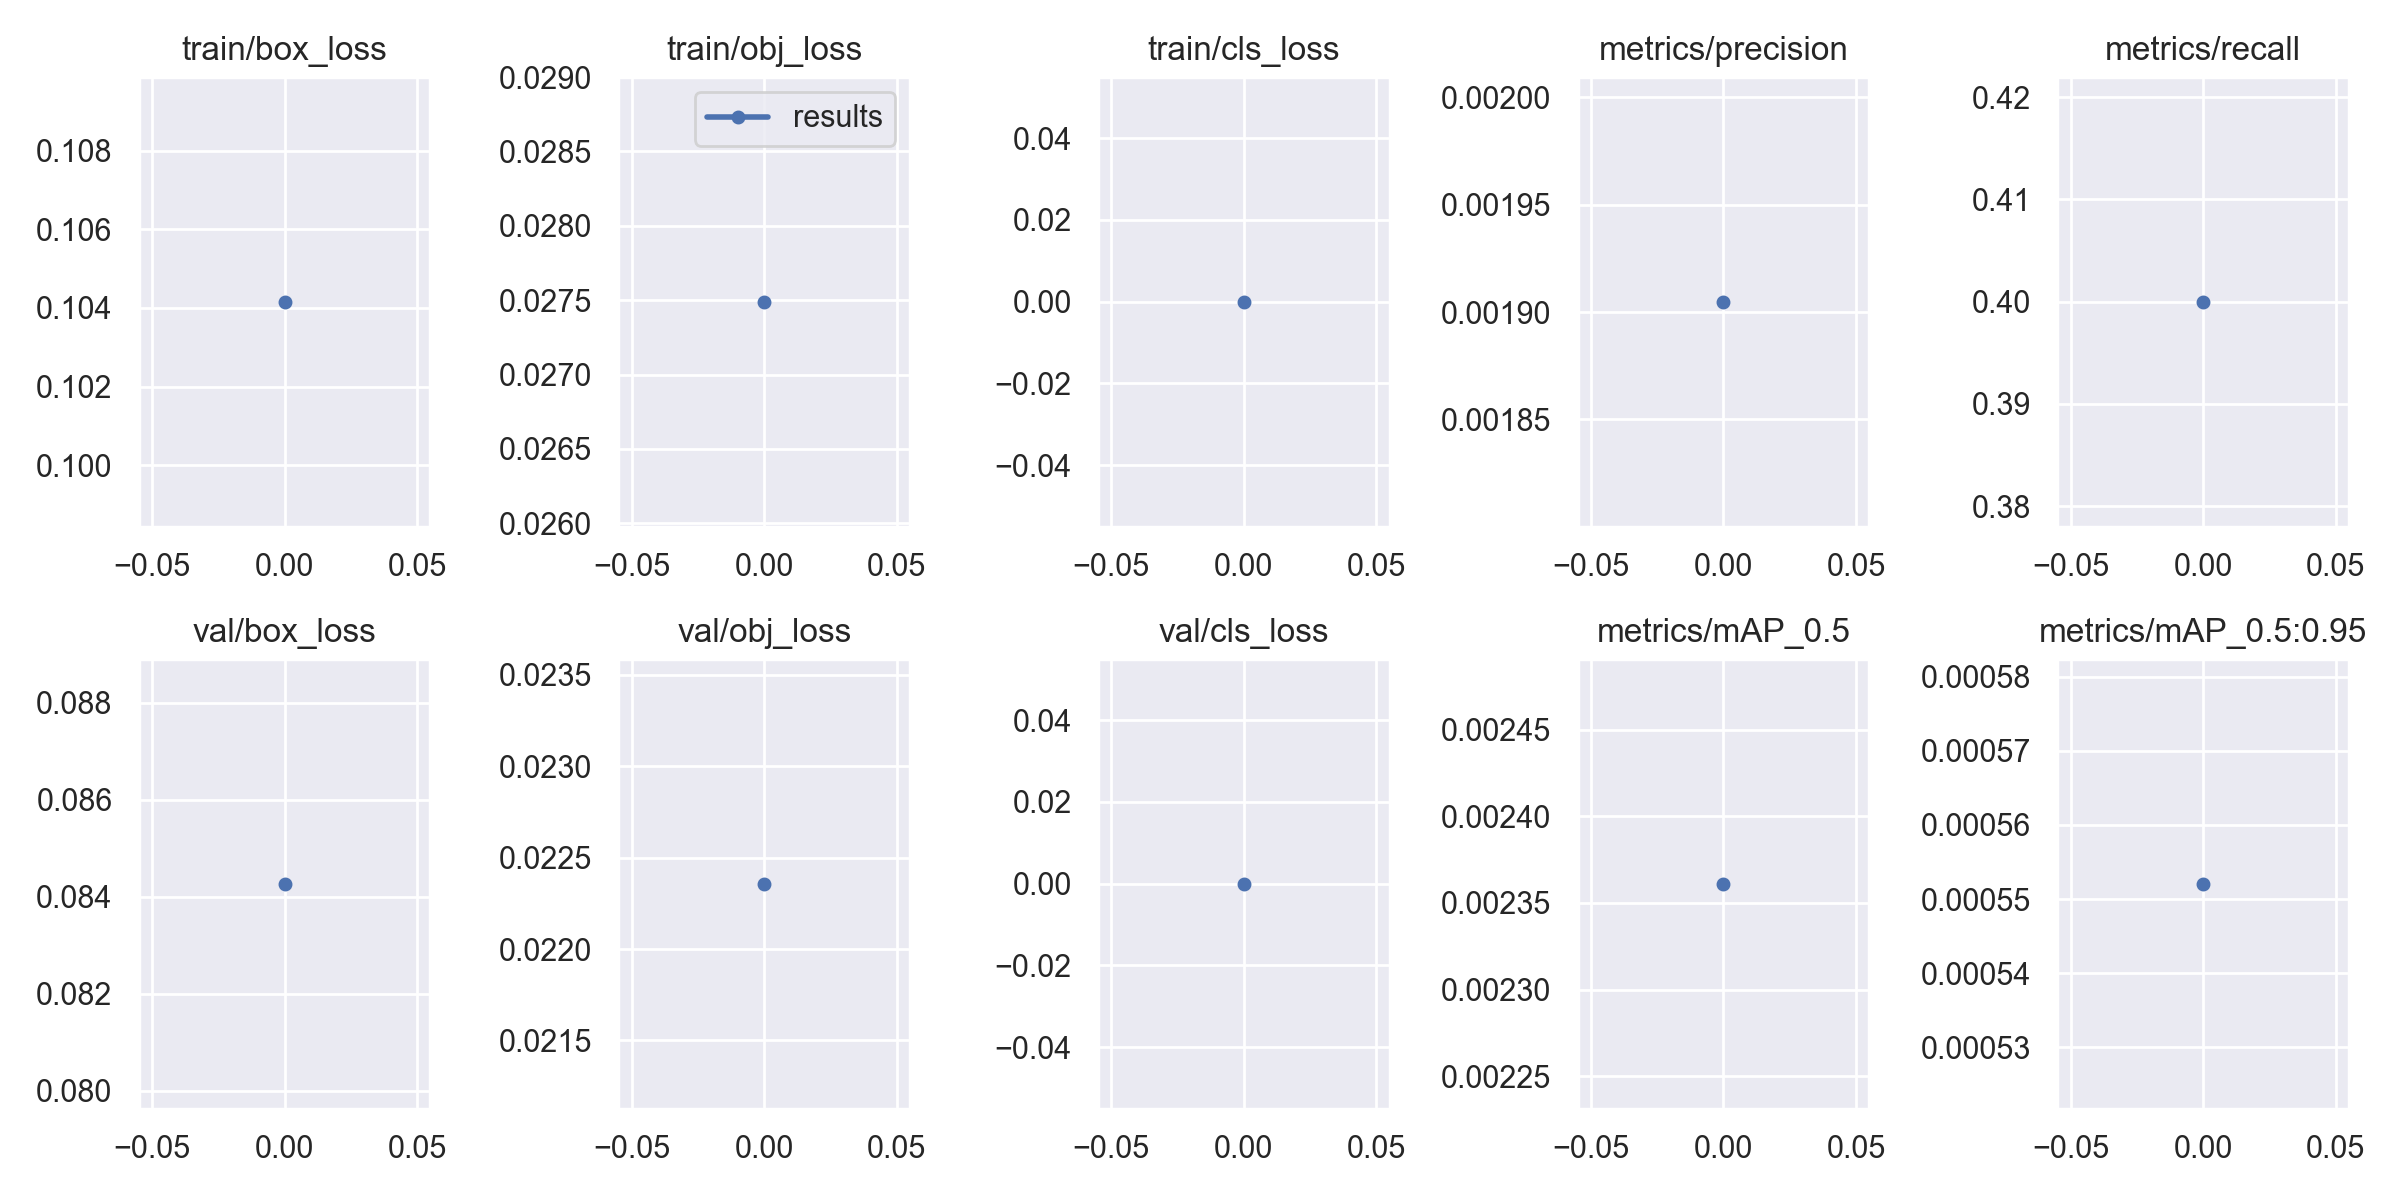 train/box_loss
0.108
0.106
0.104
0.102
0.100
−0.05 0.00 0.05
train/obj_loss
results
0.0290
0.0285
0.0280
0.0275
0.0270
0.0265
0.0260
−0.05 0.00 0.05
train/cls_loss
0.04
0.02
0.00
−0.02
−0.04
−0.05 0.00 0.05
metrics/precision
0.00200
0.00195
0.00190
0.00185
−0.05 0.00 0.05
metrics/recall
0.42
0.41
0.40
0.39
0.38
−0.05 0.00 0.05
val/box_loss
0.088
0.086
0.084
0.082
0.080
−0.05 0.00 0.05
val/obj_loss
0.0235
0.0230
0.0225
0.0220
0.0215
−0.05 0.00 0.05
val/cls_loss
0.04
0.02
0.00
−0.02
−0.04
−0.05 0.00 0.05
metrics/mAP_0.5
0.00245
0.00240
0.00235
0.00230
0.00225
−0.05 0.00 0.05
metrics/mAP_0.5:0.95
0.00058
0.00057
0.00056
0.00055
0.00054
0.00053
−0.05 0.00 0.05